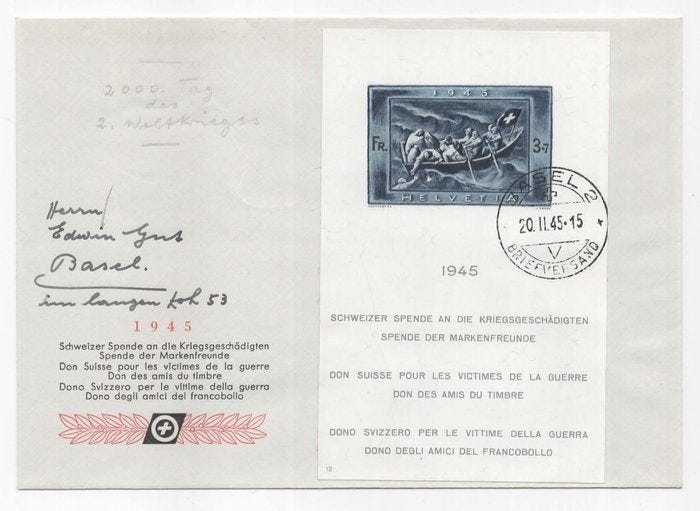 2000. Tag
des
2. Weltkrieges
Herrn
Edwin Gut
Basel.
im langen Loh 53
1945
Schweizer Spende an die Kriegsgeschädigten
Spende der Markenfreunde
Don Suisse pour les victimes de la guerre
Don des amis du timbre
Dono Svizzero per le vittime della guerra
Dono degli amici del francobollo
1945
FR. 3+7
HELVETIA
BASEL 2
20.II.45-15
V
BRIEFVERSAND
1945
SCHWEIZER SPENDE AN DIE KRIEGSGESCHÄDIGTEN
SPENDE DER MARKENFREUNDE
DON SUISSE POUR LES VICTIMES DE LA GUERRE
DON DES AMIS DU TIMBRE
DONO SVIZZERO PER LE VITTIME DELLA GUERRA
DONO DEGLI AMICI DEL FRANCOBOLLO
12